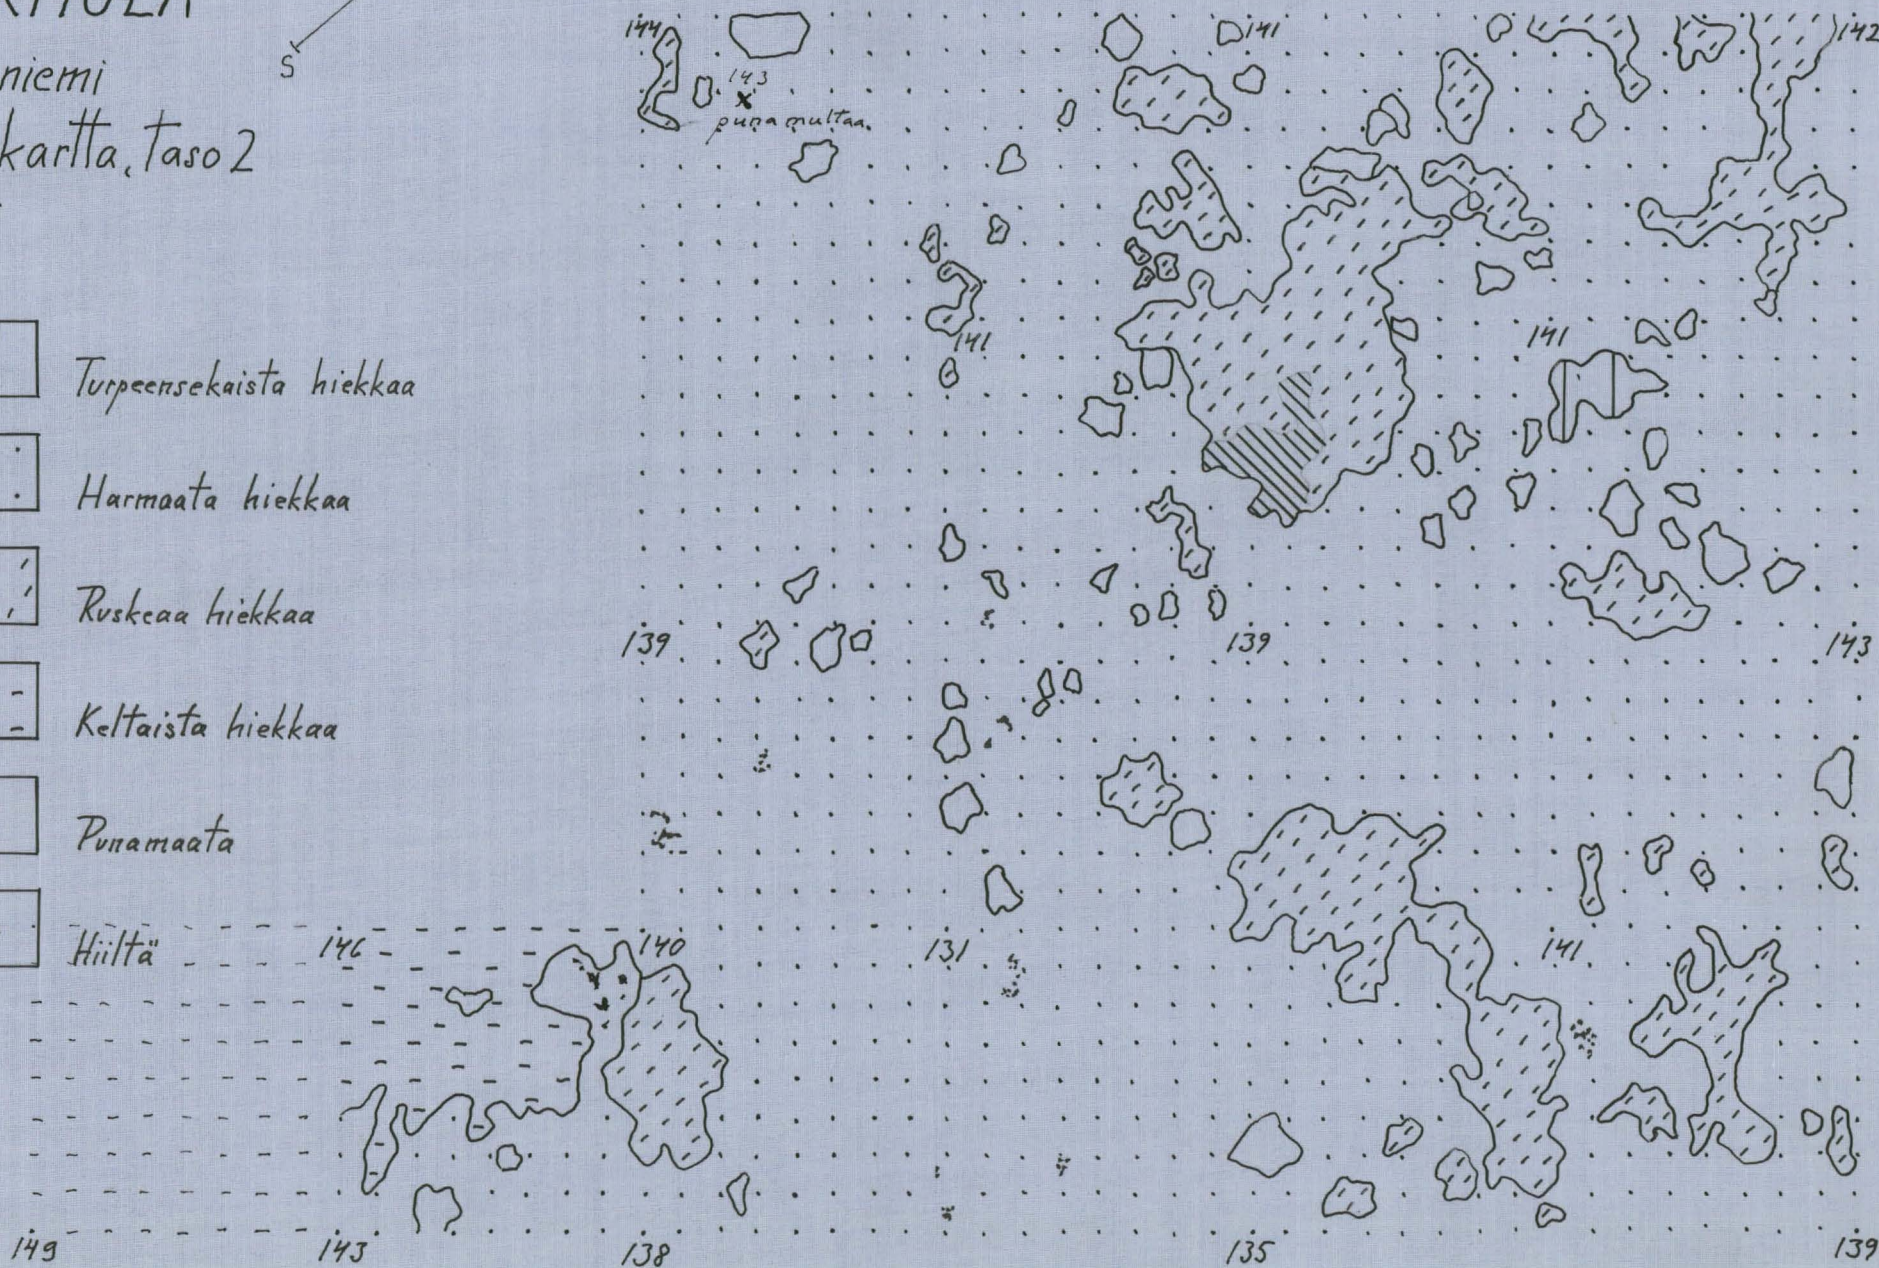 niemi
kartta, taso 2
S
Turpeensekaista hiekkaa
Harmaata hiekkaa
Ruskeaa hiekkaa
Keltaista hiekkaa
Punamaata
Hiiltä
144
141
142
143
x
punamultaa
141
141
139
139
143
146
140
131
141
149
143
138
135
139